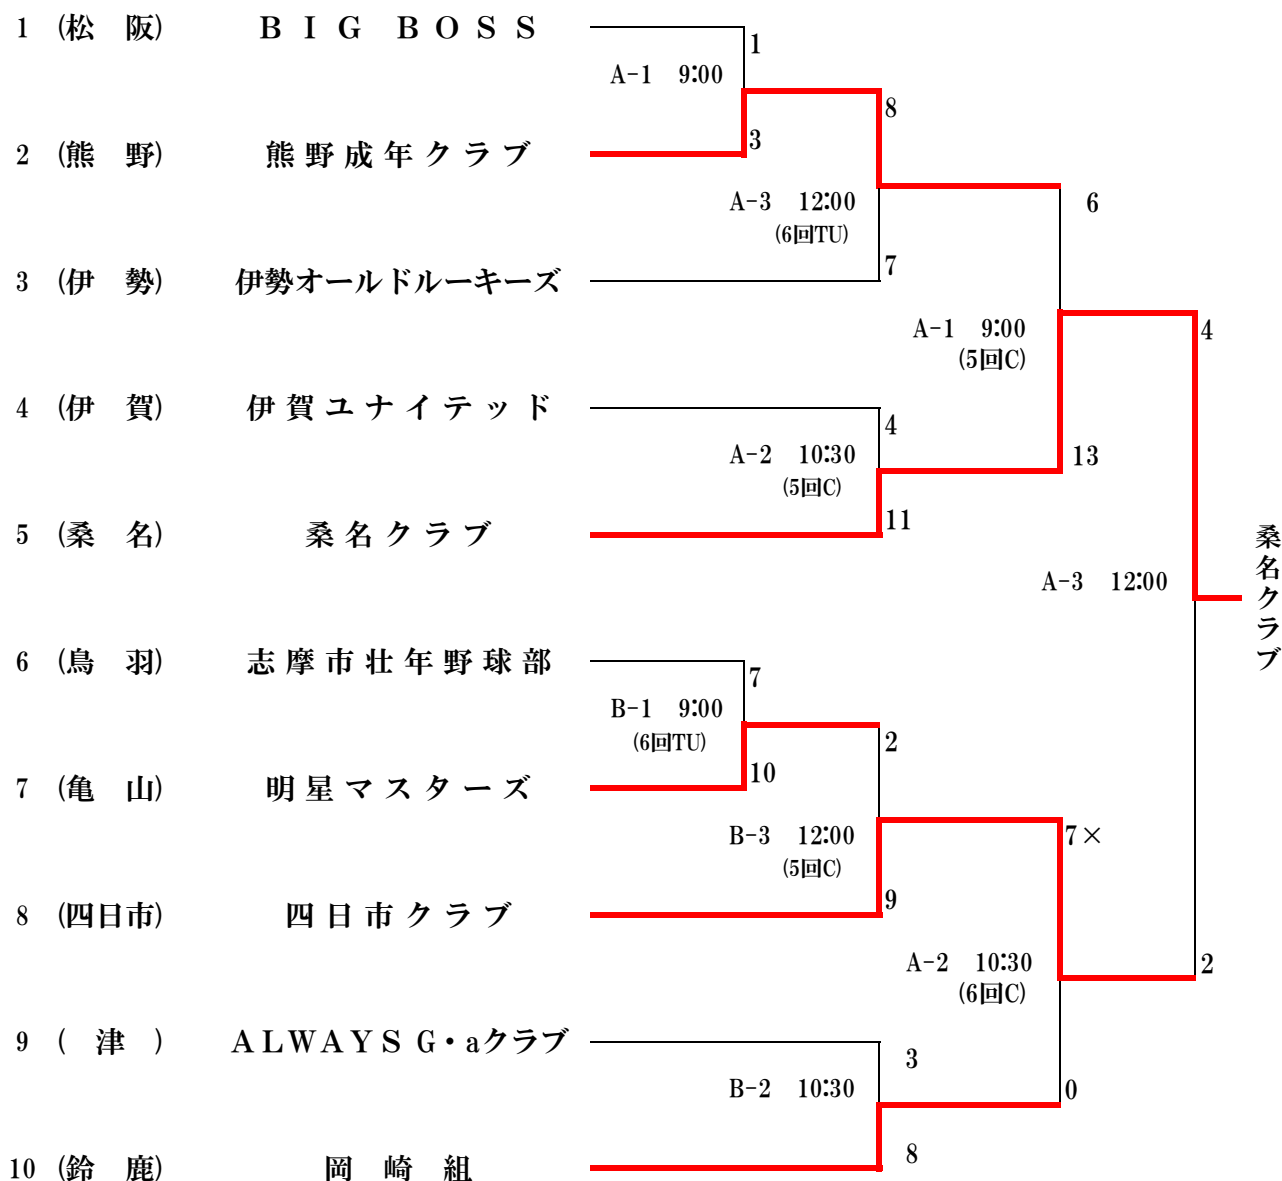 1 (松 阪) ＢＩＧ ＢＯＳＳ
1
A-1 9:00
8
2 (熊 野) 熊野成年クラブ
3
A-3 12:00
(6回TU)
6
3 (伊 勢) 伊勢オールドルーキーズ
7
A-1 9:00
(5回C)
4
4 (伊 賀) 伊賀ユナイテッド
4
A-2 10:30
(5回C)
13
5 (桑 名) 桑名クラブ
11
A-3 12:00
桑名クラブ
6 (鳥 羽) 志摩市壮年野球部
7
B-1 9:00
(6回TU)
2
7 (亀 山) 明星マスターズ
10
B-3 12:00
(5回C)
7×
8 (四日市) 四日市クラブ
9
A-2 10:30
(6回C)
2
9 ( 津 ) ＡＬＷＡＹＳ G・aクラブ
3
B-2 10:30
0
10 (鈴 鹿) 岡崎組
8